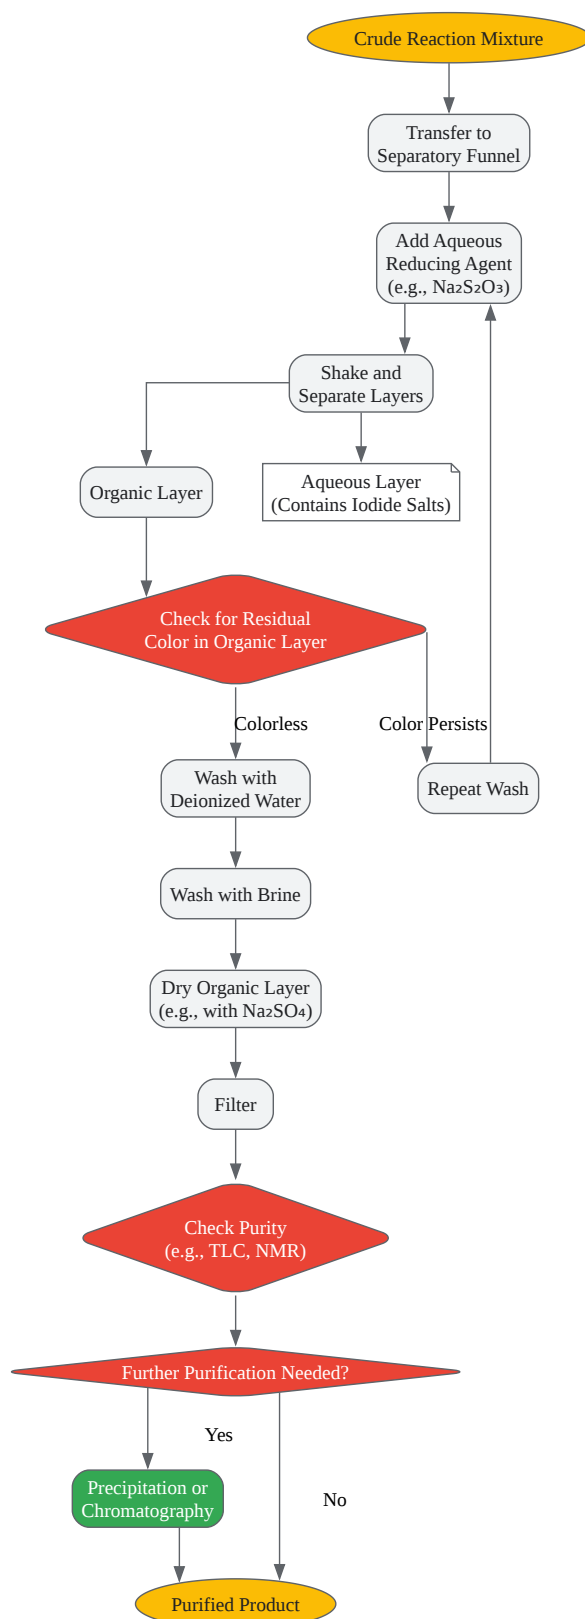 Crude Reaction Mixture
Transfer to
Separatory Funnel
Add Aqueous
Reducing Agent
(e.g., Na₂S₂O₃)
Shake and
Separate Layers
Organic Layer
Aqueous Layer
(Contains Iodide Salts)
Check for Residual
Color in Organic Layer
Colorless
Color Persists
Wash with
Deionized Water
Repeat Wash
Wash with Brine
Dry Organic Layer
(e.g., with Na₂SO₄)
Filter
Check Purity
(e.g., TLC, NMR)
Further Purification Needed?
Yes
Precipitation or
Chromatography
No
Purified Product